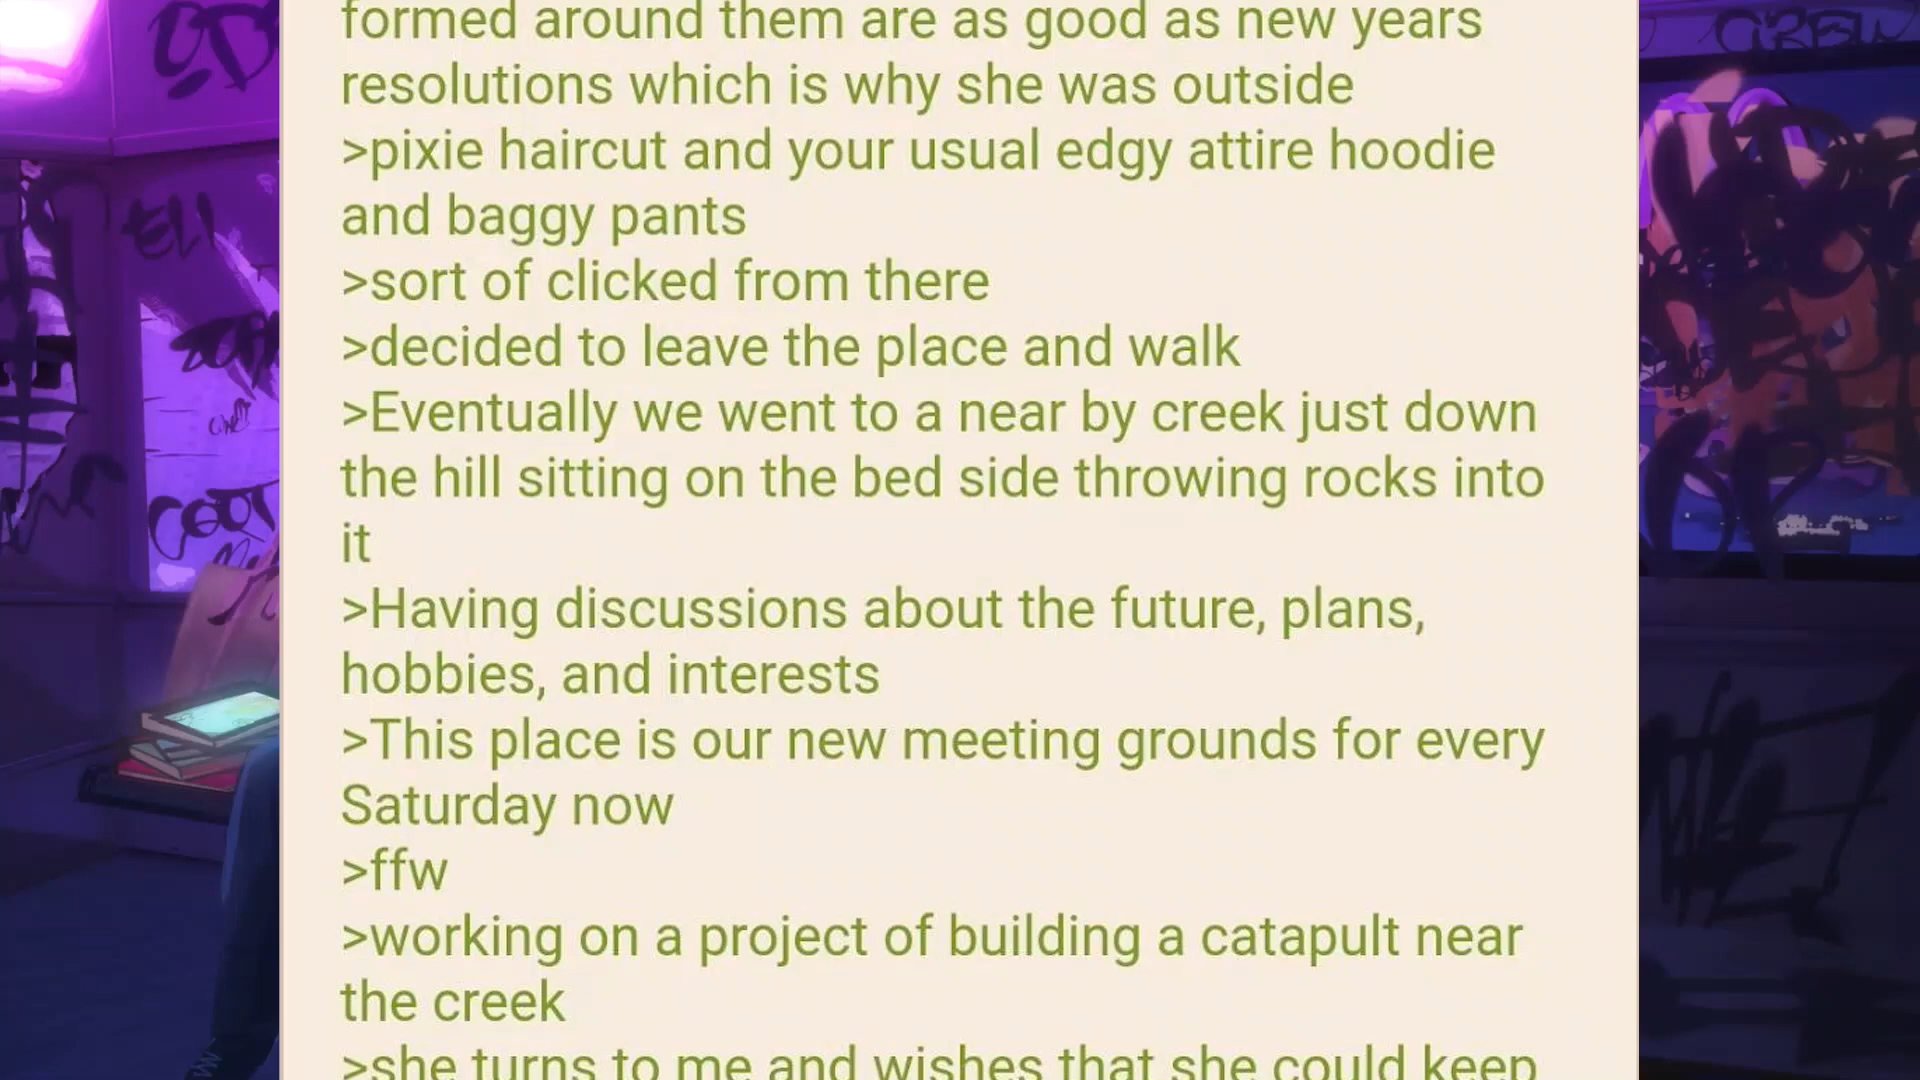 formed around them are as good as new years
resolutions which is why she was outside
>pixie haircut and your usual edgy attire hoodie
and baggy pants
>sort of clicked from there
>decided to leave the place and walk
>Eventually we went to a near by creek just down
the hill sitting on the bed side throwing rocks into
it
>Having discussions about the future, plans,
hobbies, and interests
>This place is our new meeting grounds for every
Saturday now
>ffw
>working on a project of building a catapult near
the creek
>she turns to me and wishes that she could keep